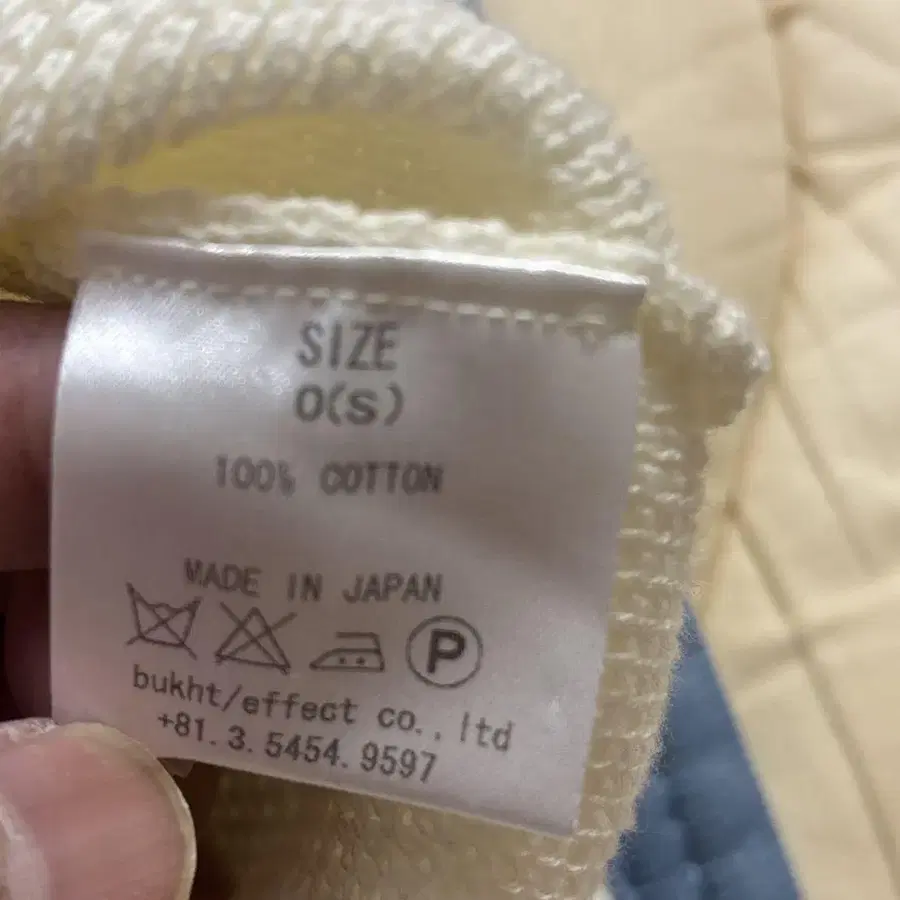 SIZE
0(S)
100% COTTON
MADE IN JAPAN
P
bukht/effect co., ltd
+81. 3. 5454. 9597